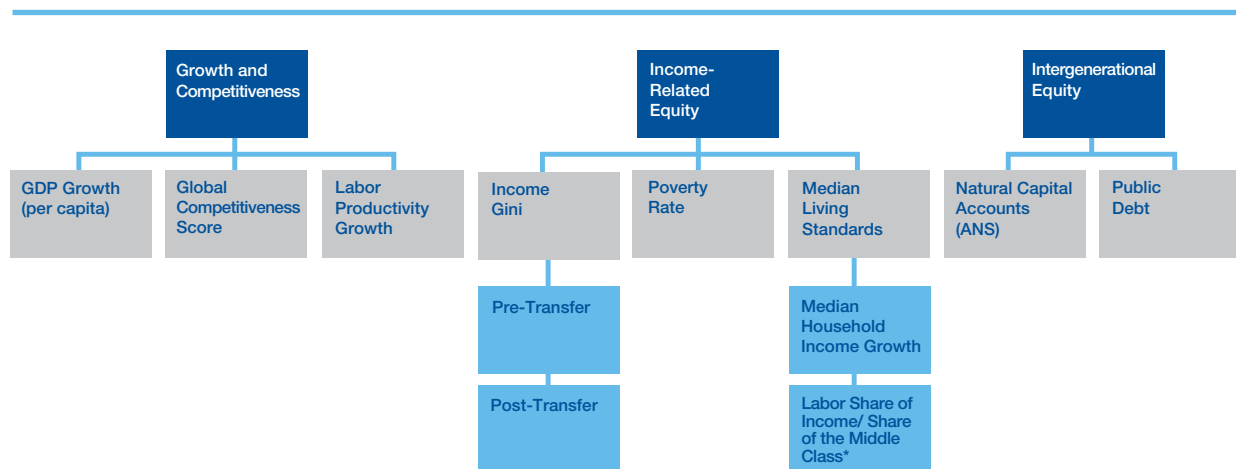 Growth and
Competitiveness
Income-
Related
Equity
Intergenerational
Equity
GDP Growth
(per capita)
Global
Competitiveness
Score
Labor
Productivity
Growth
Income
Gini
Poverty
Rate
Median
Living
Standards
Natural Capital
Accounts
(ANS)
Public
Debt
Pre-Transfer
Median
Household
Income Growth
Post-Transfer
Labor Share of
Income/ Share
of the Middle
Class*